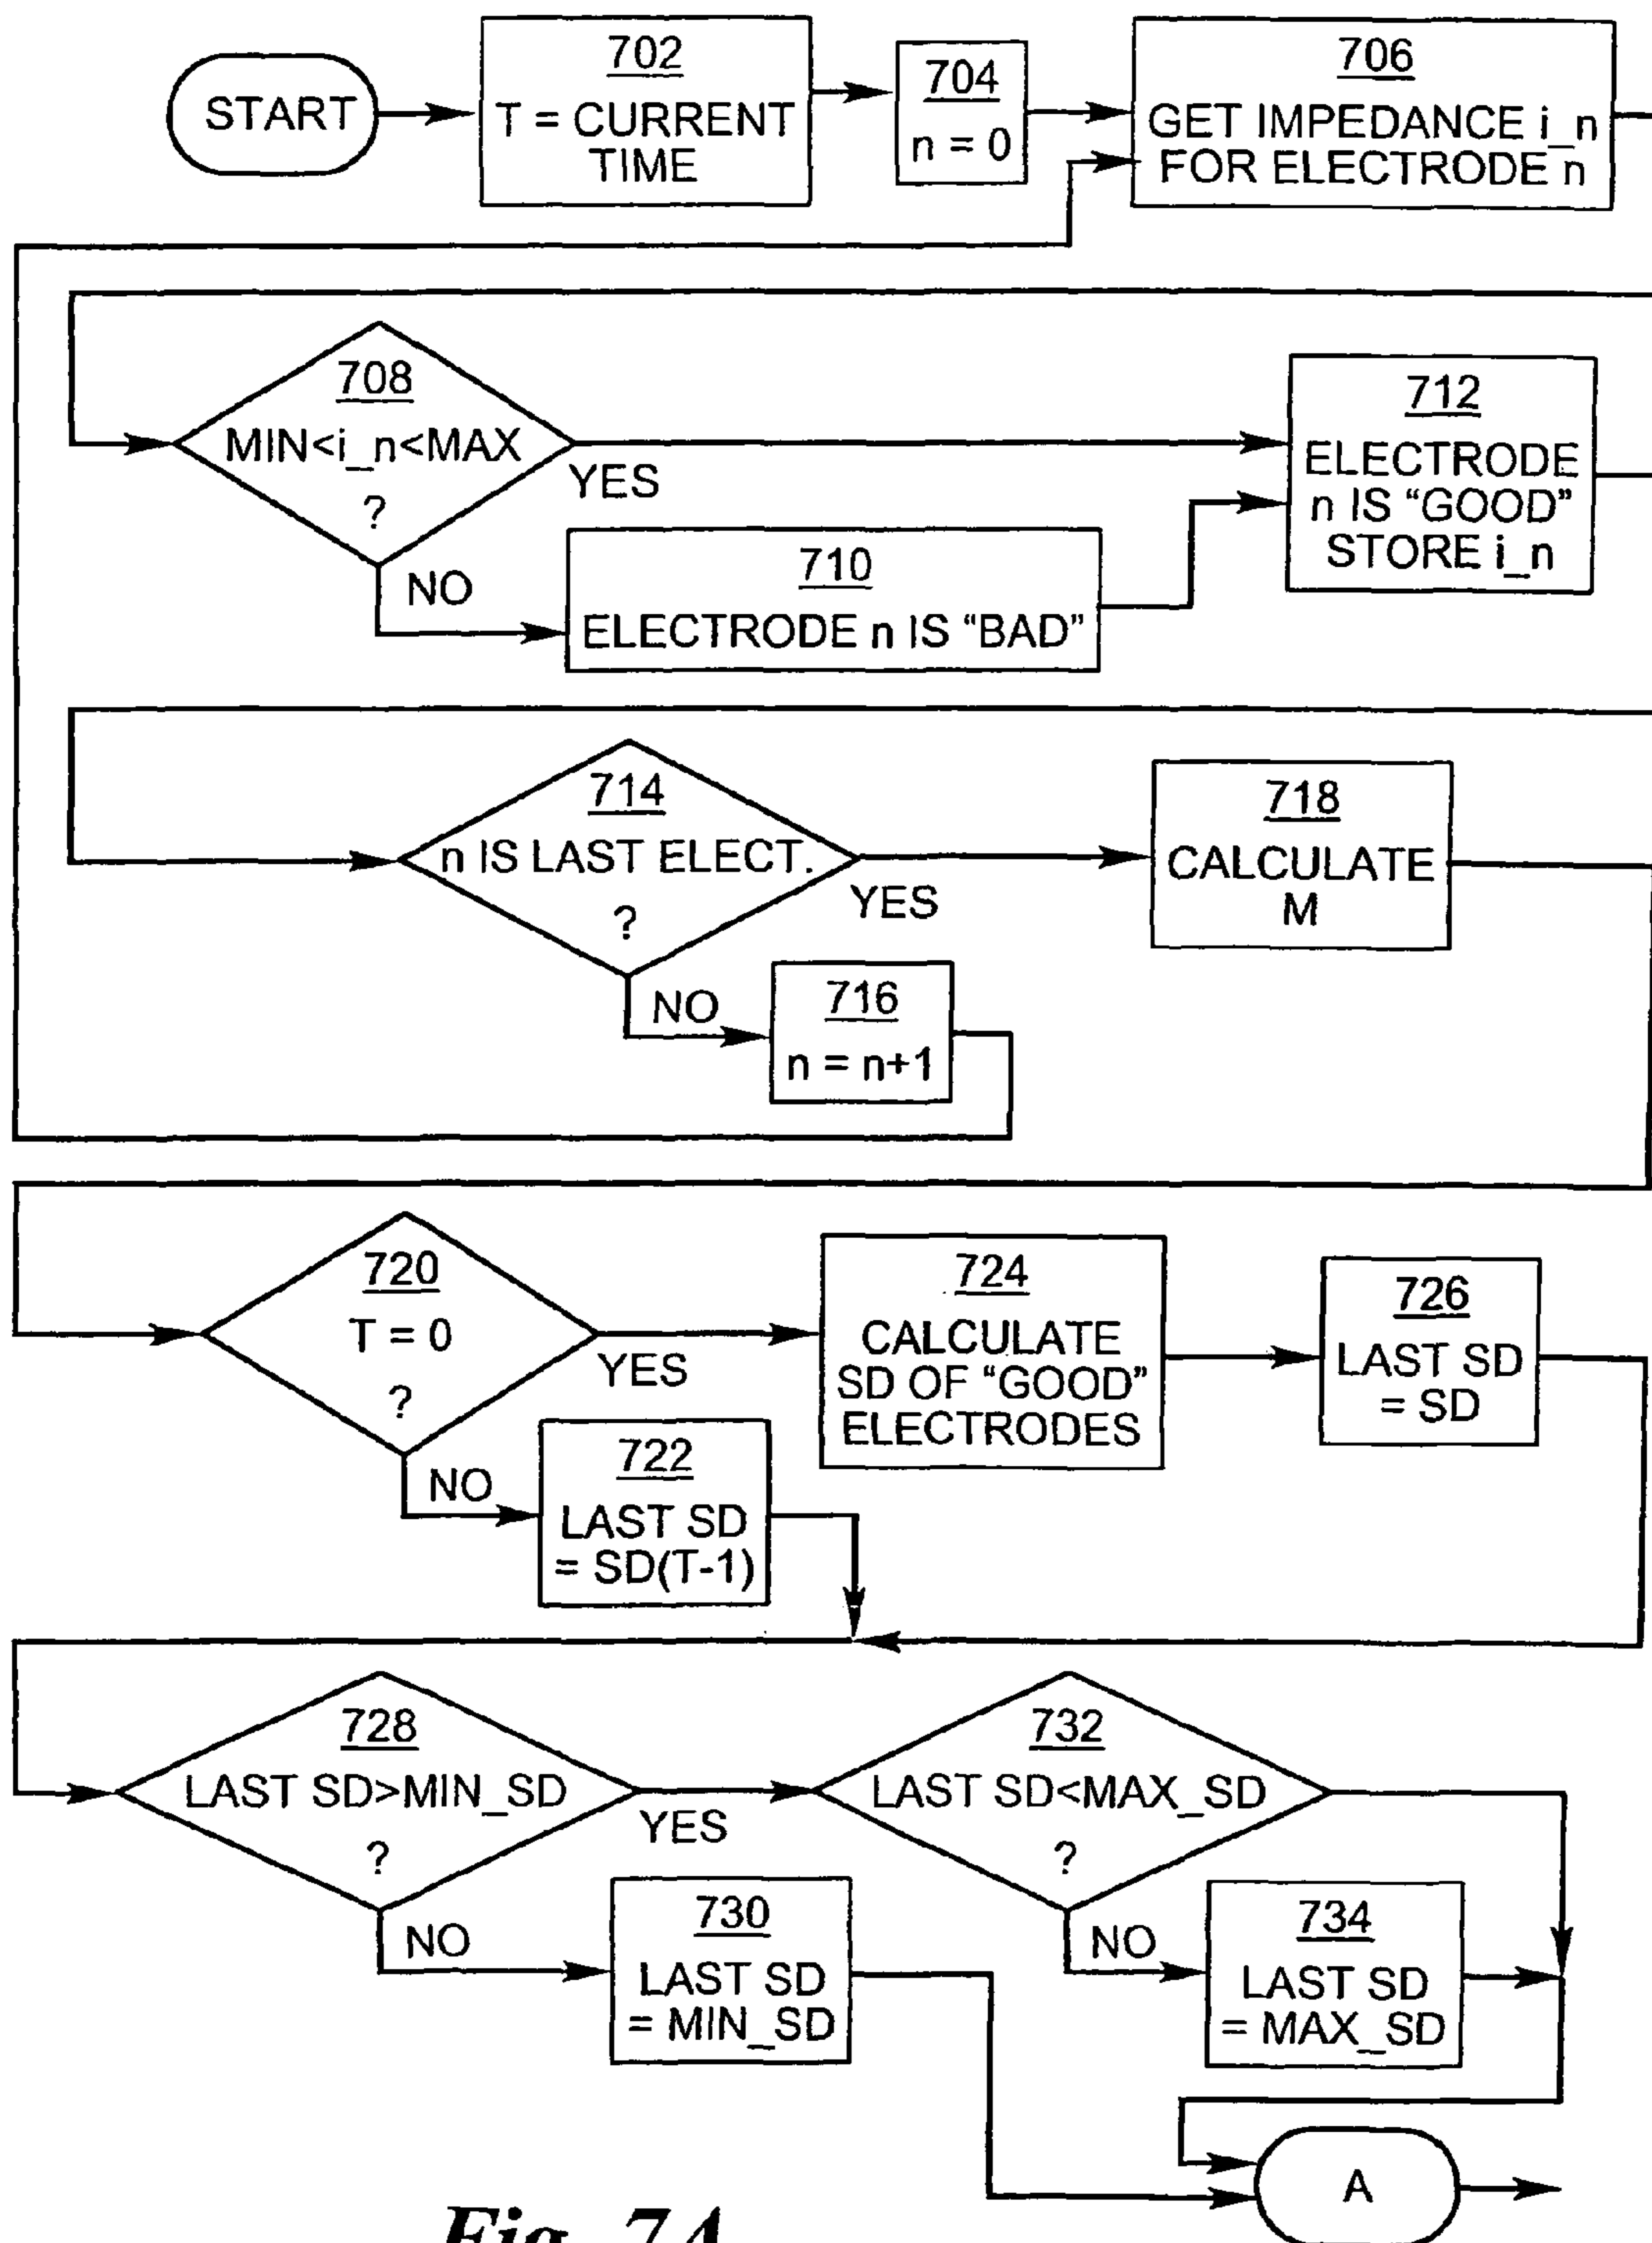 START
702
T = CURRENT
TIME
704
n = 0
706
GET IMPEDANCE i_n
FOR ELECTRODE n
708
MIN<i_n<MAX
?
YES
NO
710
ELECTRODE n IS “BAD”
712
ELECTRODE
n IS “GOOD”
STORE i_n
714
n IS LAST ELECT.
?
YES
NO
716
n = n+1
718
CALCULATE
M
720
T = 0
?
YES
NO
722
LAST SD
= SD(T-1)
724
CALCULATE
SD OF “GOOD”
ELECTRODES
726
LAST SD
= SD
728
LAST SD>MIN_SD
?
YES
NO
730
LAST SD
= MIN_SD
732
LAST SD<MAX_SD
?
NO
734
LAST SD
= MAX_SD
A
Fig. 7A